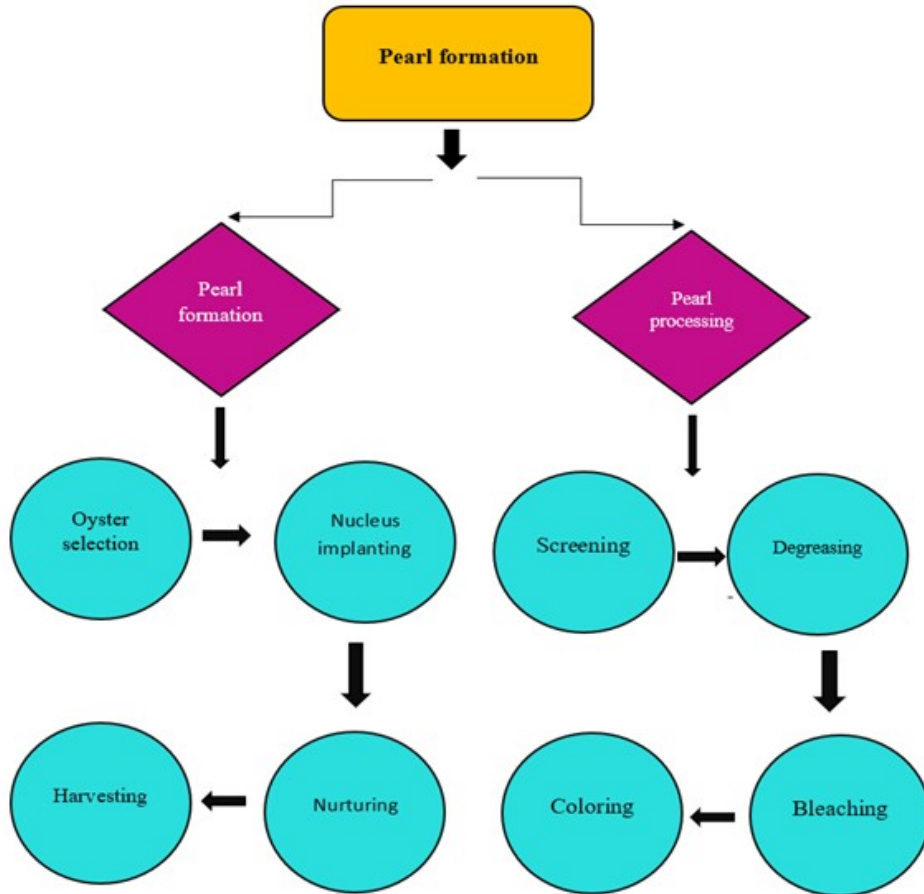 Pearl formation
Pearl
formation
Pearl
processing
Oyster
selection
Nucleus
implanting
Screening
Degreasing
Harvesting
Nurturing
Coloring
Bleaching